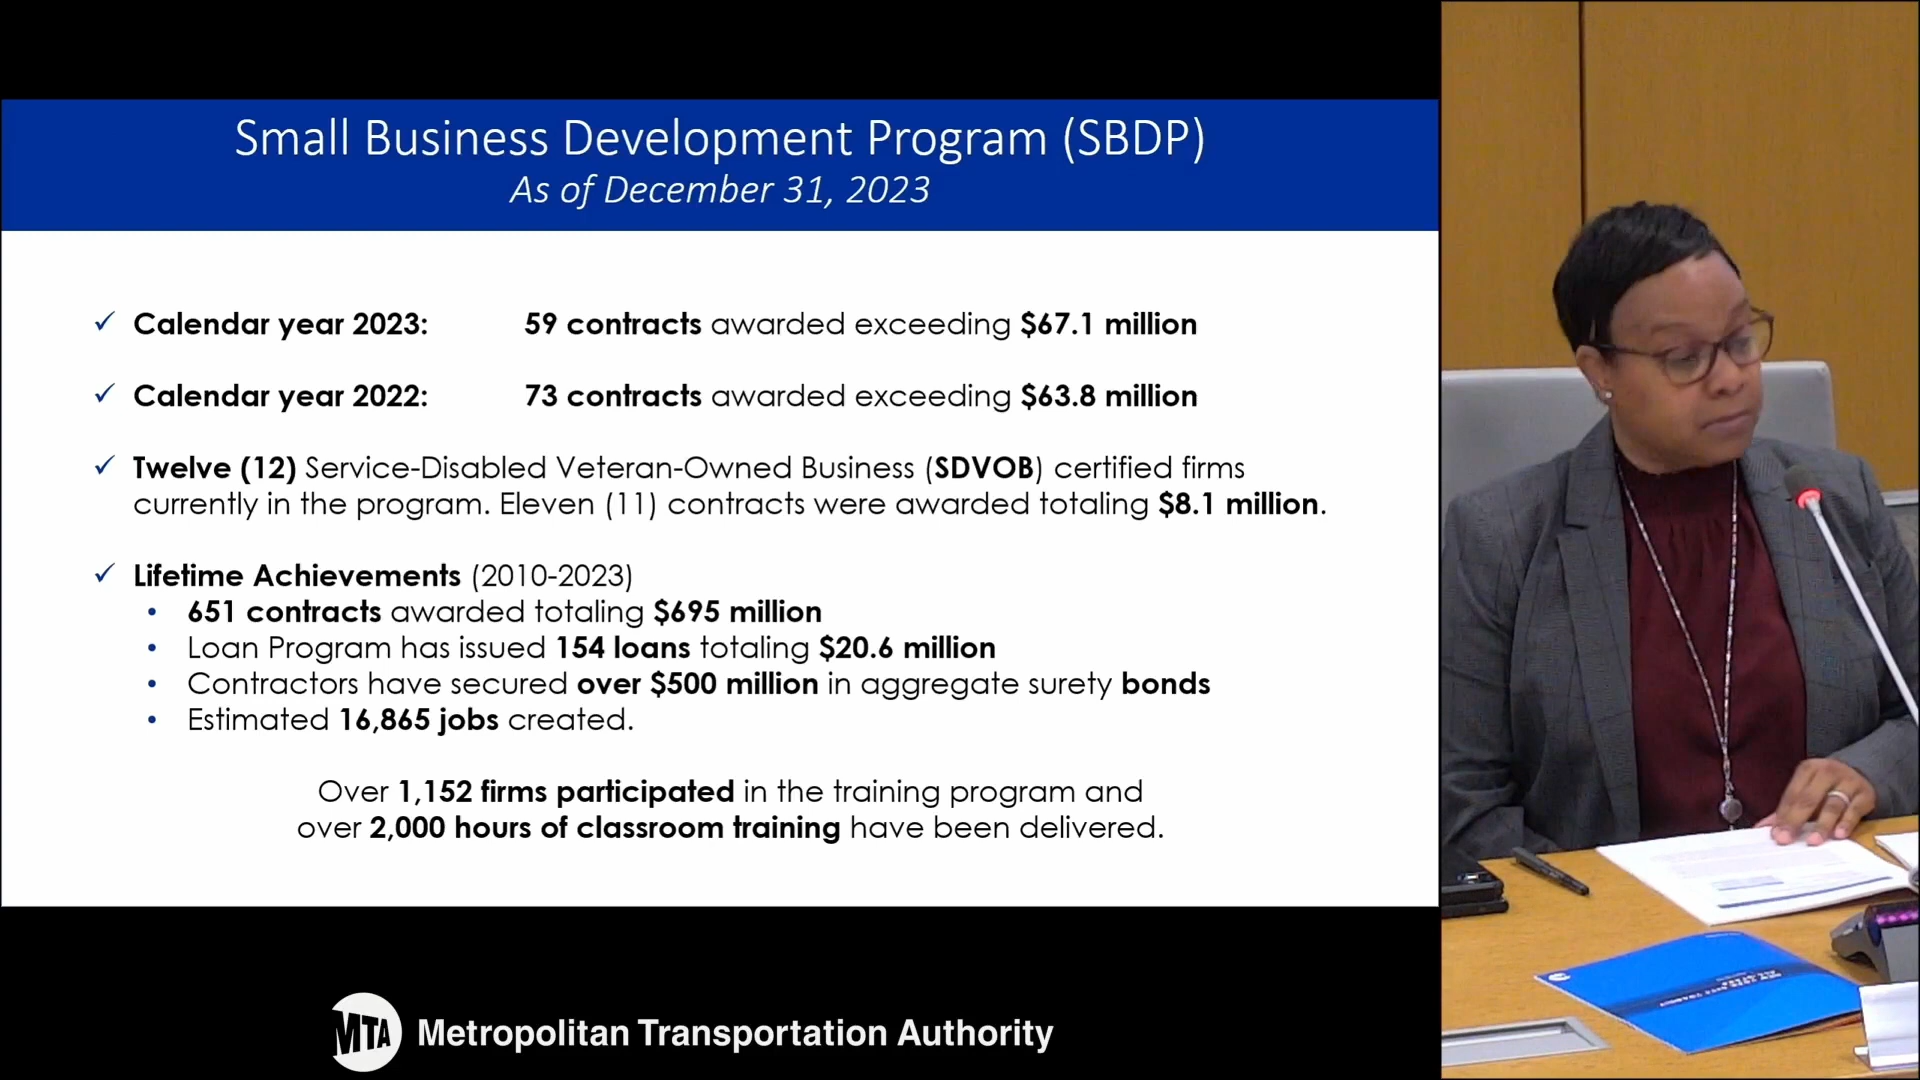 Small Business Development Program (SBDP)
As of December 31, 2023
✓ Calendar year 2023: 59 contracts awarded exceeding $67.1 million
✓ Calendar year 2022: 73 contracts awarded exceeding $63.8 million
✓ Twelve (12) Service-Disabled Veteran-Owned Business (SDVOB) certified firms
currently in the program. Eleven (11) contracts were awarded totaling $8.1 million.
✓ Lifetime Achievements (2010-2023)
• 651 contracts awarded totaling $695 million
• Loan Program has issued 154 loans totaling $20.6 million
• Contractors have secured over $500 million in aggregate surety bonds
• Estimated 16,865 jobs created.
Over 1,152 firms participated in the training program and
over 2,000 hours of classroom training have been delivered.
MTA Metropolitan Transportation Authority